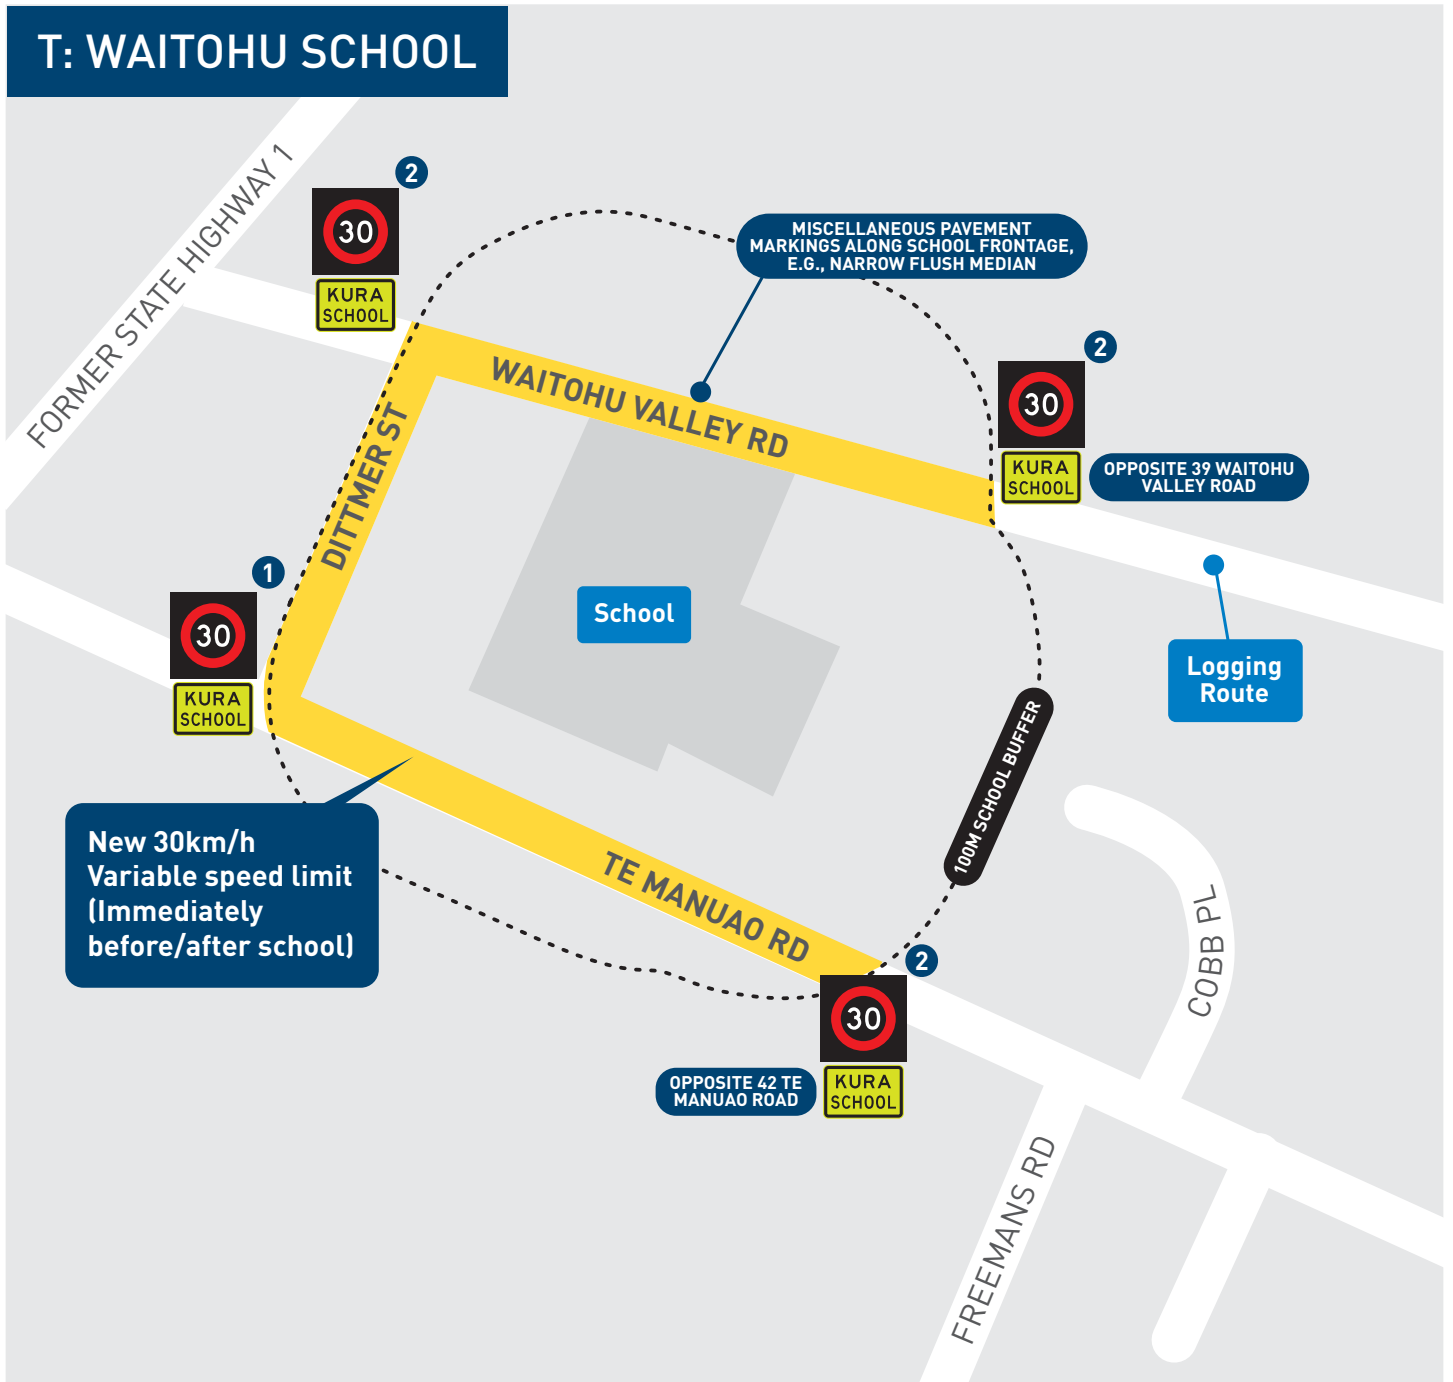 T: WAITOHU SCHOOL
FORMER STATE HIGHWAY 1
2
30
KURA
SCHOOL
MISCELLANEOUS PAVEMENT
MARKINGS ALONG SCHOOL FRONTAGE,
E.G., NARROW FLUSH MEDIAN
2
30
KURA
SCHOOL
OPPOSITE 39 WAITOHU
VALLEY ROAD
WAITOHU VALLEY RD
DITTMER ST
1
30
KURA
SCHOOL
School
Logging
Route
100M SCHOOL BUFFER
New 30km/h
Variable speed limit
(Immediately
before/after school)
TE MANUAO RD
COBB PL
2
30
KURA
SCHOOL
OPPOSITE 42 TE
MANUAO ROAD
FREEMANS RD